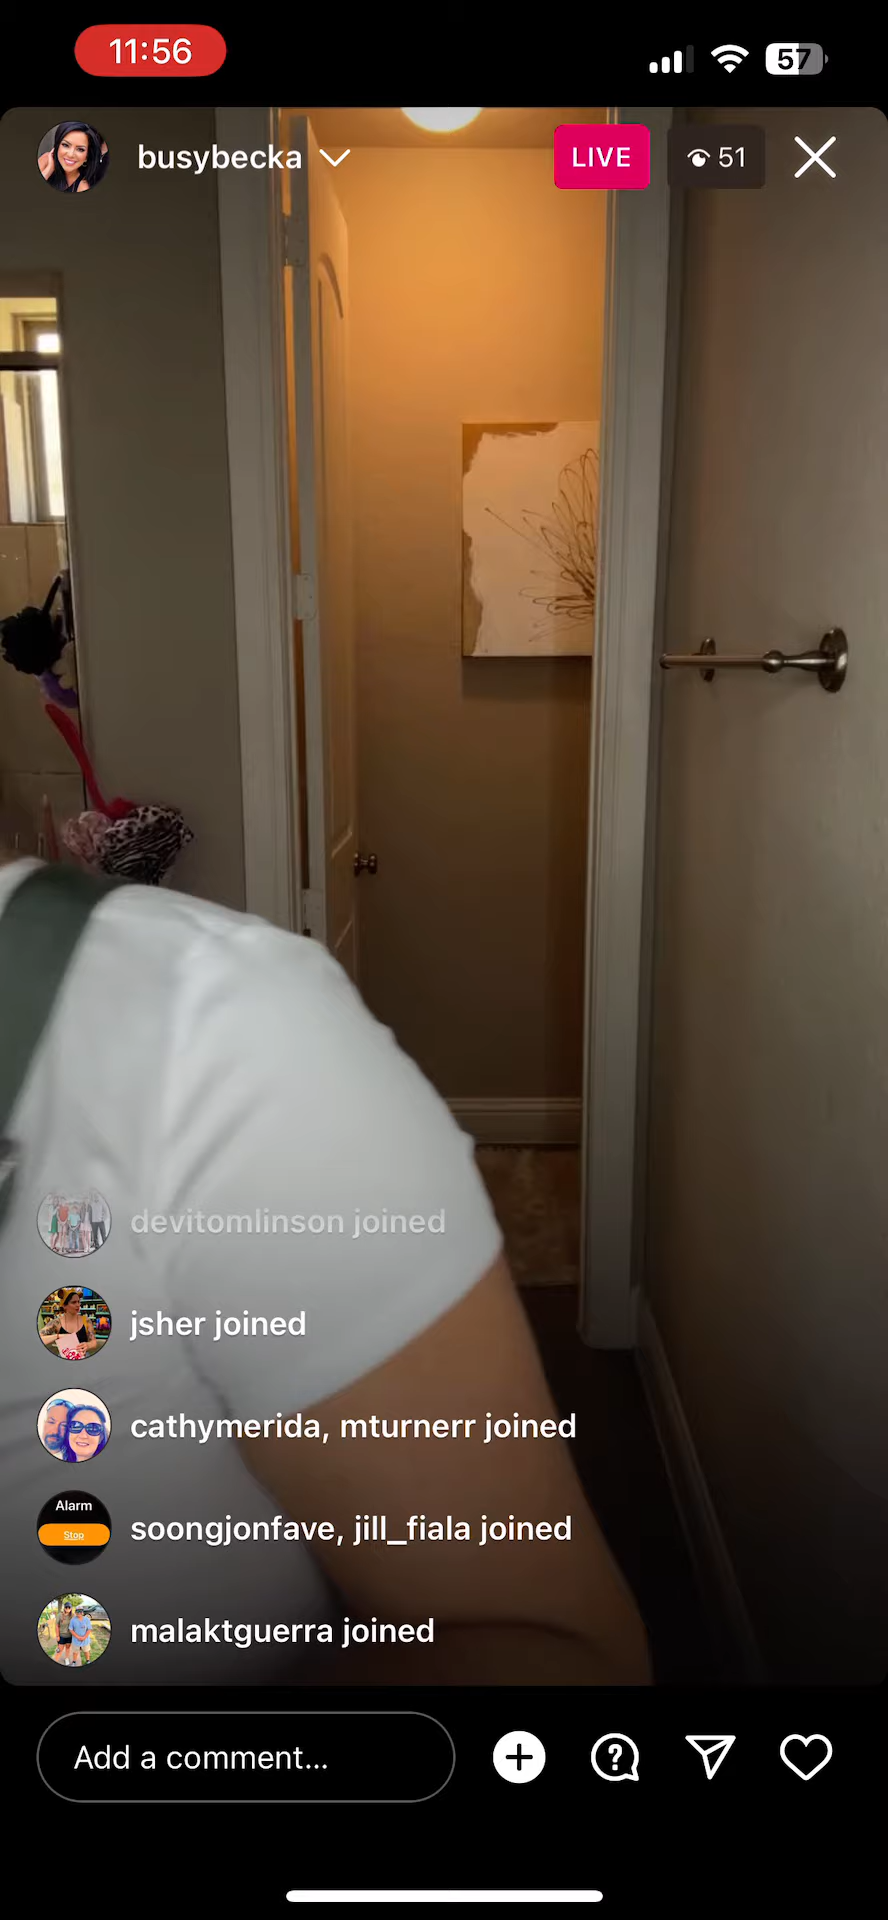 11:56
57
busybecka
LIVE
51
devitomlinson joined
jsher joined
cathymerida, mturnerr joined
Alarm
Stop
soongjonfave, jill_fiala joined
malaktguerra joined
Add a comment...